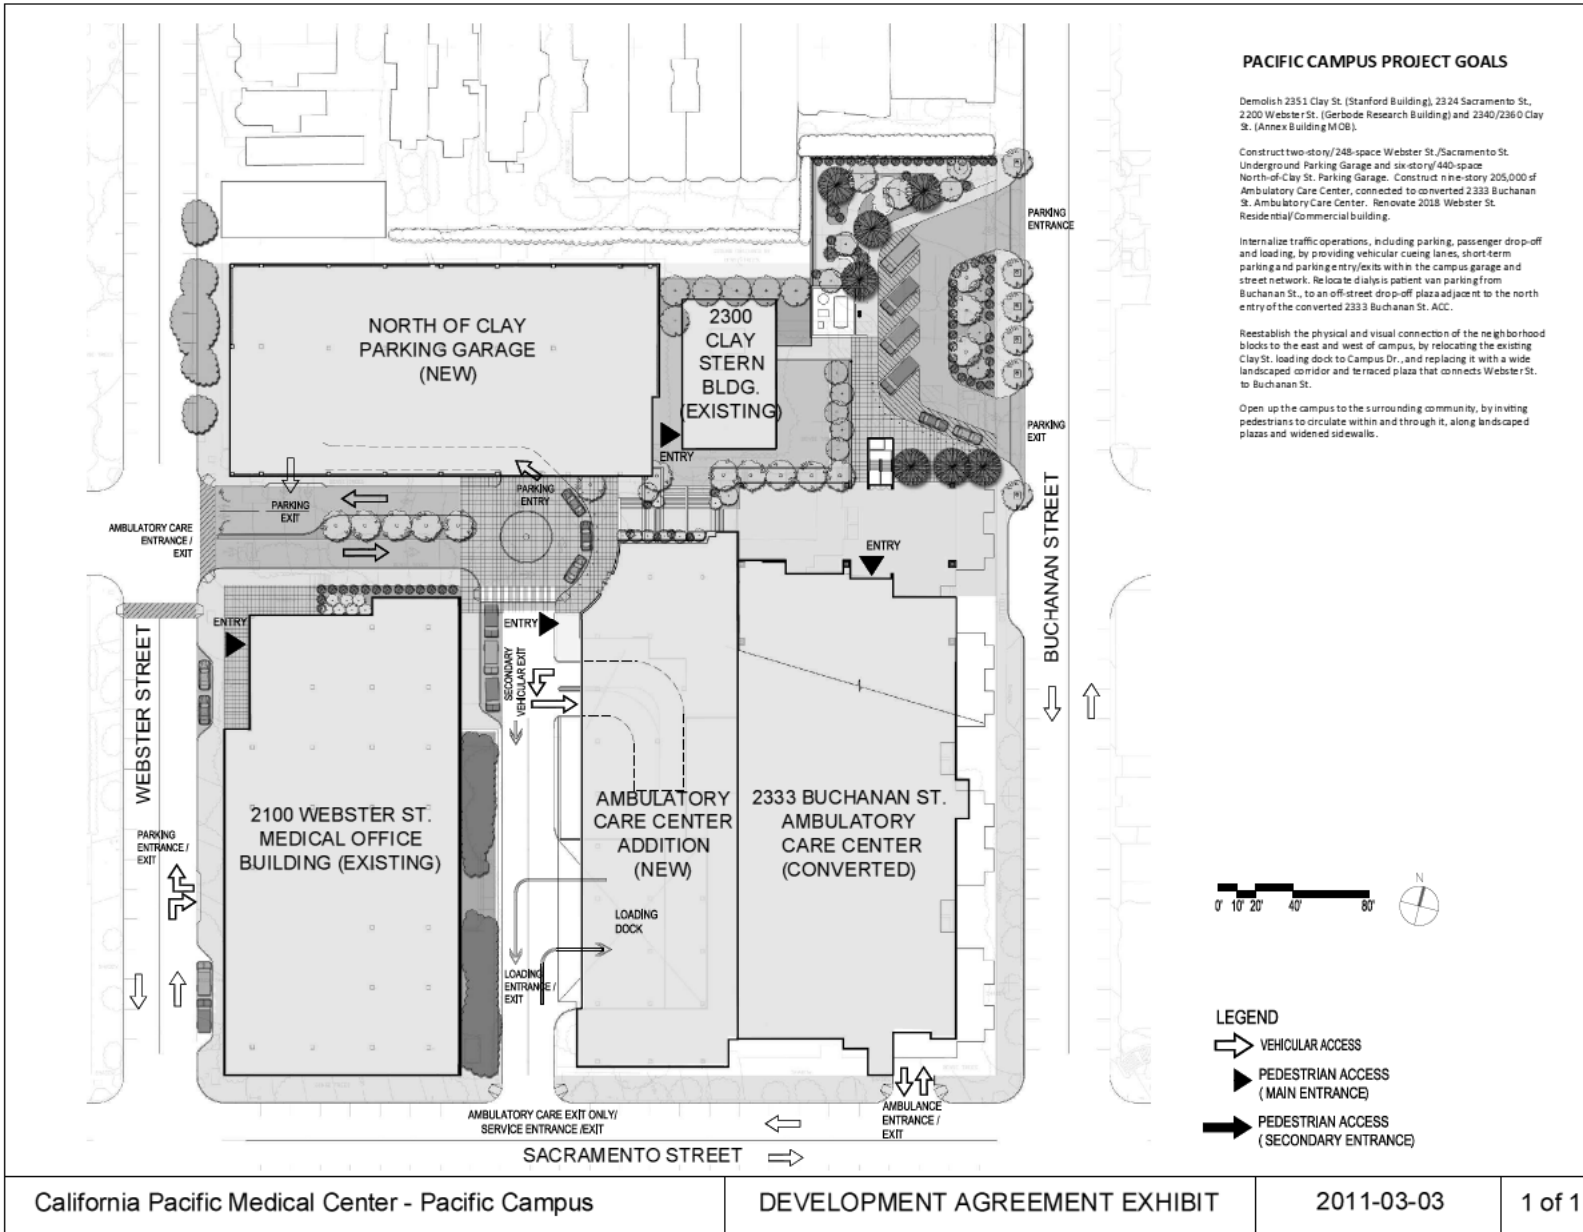 PACIFIC CAMPUS PROJECT GOALS
Demolish 2351 Clay St. (Stanford Building), 2324 Sacramento St.,
2200 Webster St. (Gerbode Research Building) and 2340/2360 Clay
St. (Annex Building MOB).
Construct two-story/248-space Webster St./Sacramento St.
Underground Parking Garage and six-story/440-space
North-of-Clay St. Parking Garage. Construct nine-story 205,000 sf
Ambulatory Care Center, connected to converted 2333 Buchanan
St. Ambulatory Care Center. Renovate 2018 Webster St.
Residential/Commercial building.
Internalize traffic operations, including parking, passenger drop-off
and loading, by providing vehicular cueing lanes, short-term
parking and parking entry/exits within the campus garage and
street network. Relocate dialysis patient van parking from
Buchanan St., to an off-street drop-off plaza adjacent to the north
entry of the converted 2333 Buchanan St. ACC.
Reestablish the physical and visual connection of the neighborhood
blocks to the east and west of campus, by relocating the existing
Clay St. loading dock to Campus Dr., and replacing it with a wide
landscaped corridor and terraced plaza that connects Webster St.
to Buchanan St.
Open up the campus to the surrounding community, by inviting
pedestrians to circulate within and through it, along landscaped
plazas and widened sidewalks.
PARKING
ENTRANCE
NORTH OF CLAY
PARKING GARAGE
(NEW)
2300
CLAY
STERN
BLDG.
(EXISTING)
PARKING
EXIT
ENTRY
PARKING
ENTRY
PARKING
EXIT
AMBULATORY CARE
ENTRANCE /
EXIT
ENTRY
BUCHANAN STREET
ENTRY
ENTRY
SECONDARY
VEHICULAR EXIT
WEBSTER STREET
2100 WEBSTER ST.
MEDICAL OFFICE
BUILDING (EXISTING)
AMBULATORY
CARE CENTER
ADDITION
(NEW)
2333 BUCHANAN ST.
AMBULATORY
CARE CENTER
(CONVERTED)
PARKING
ENTRANCE /
EXIT
LOADING
DOCK
LOADING
ENTRANCE /
EXIT
N
0' 10' 20' 40' 80'
LEGEND
VEHICULAR ACCESS
PEDESTRIAN ACCESS
( MAIN ENTRANCE)
PEDESTRIAN ACCESS
( SECONDARY ENTRANCE)
AMBULATORY CARE EXIT ONLY/
SERVICE ENTRANCE /EXIT
AMBULANCE
ENTRANCE /
EXIT
SACRAMENTO STREET
California Pacific Medical Center - Pacific Campus
DEVELOPMENT AGREEMENT EXHIBIT
2011-03-03
1 of 1